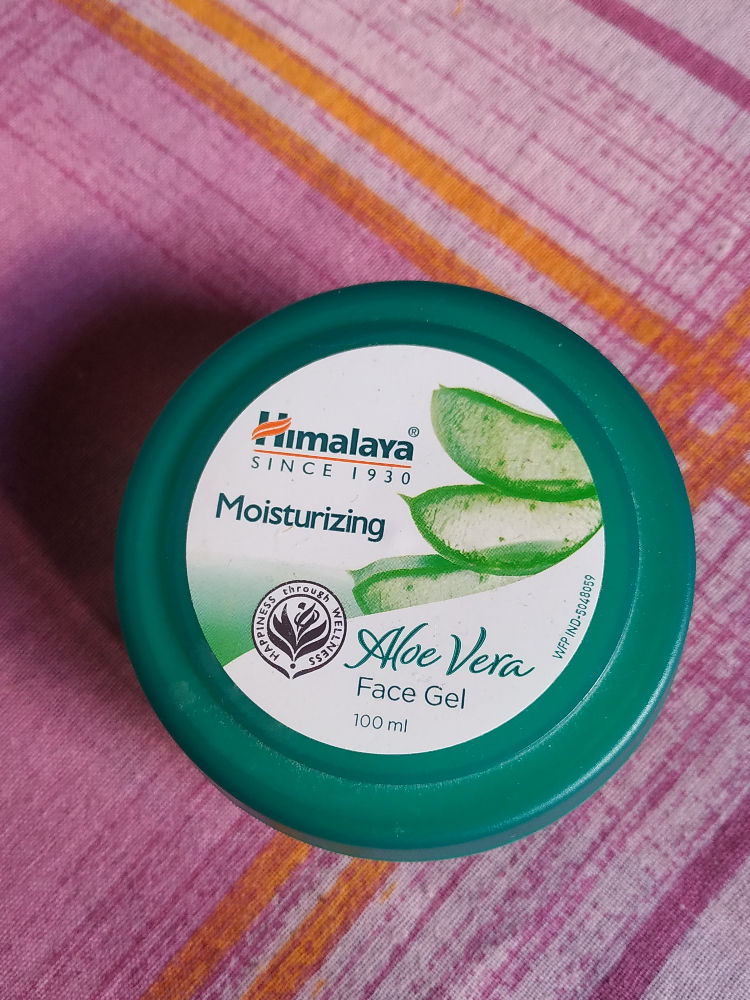 Himalaya®
SINCE 1930
Moisturizing
HAPPINESS through WELLNESS
Aloe Vera
Face Gel
100 ml
WFP IND-5048059